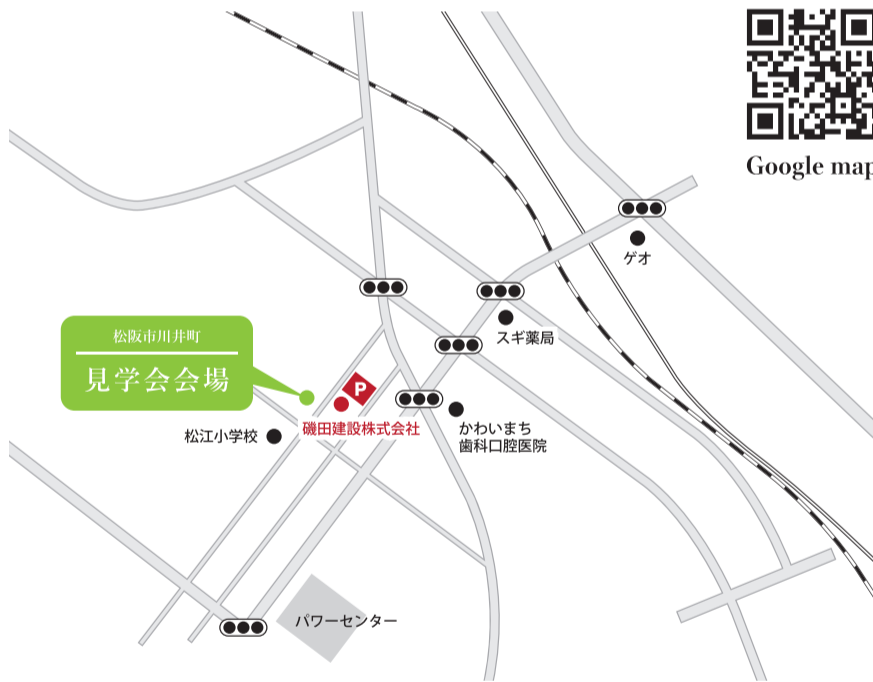 Google map
ゲオ
スギ薬局
松阪市川井町
見学会会場
P
磯田建設株式会社
松江小学校
かわいまち
歯科口腔医院
パワーセンター